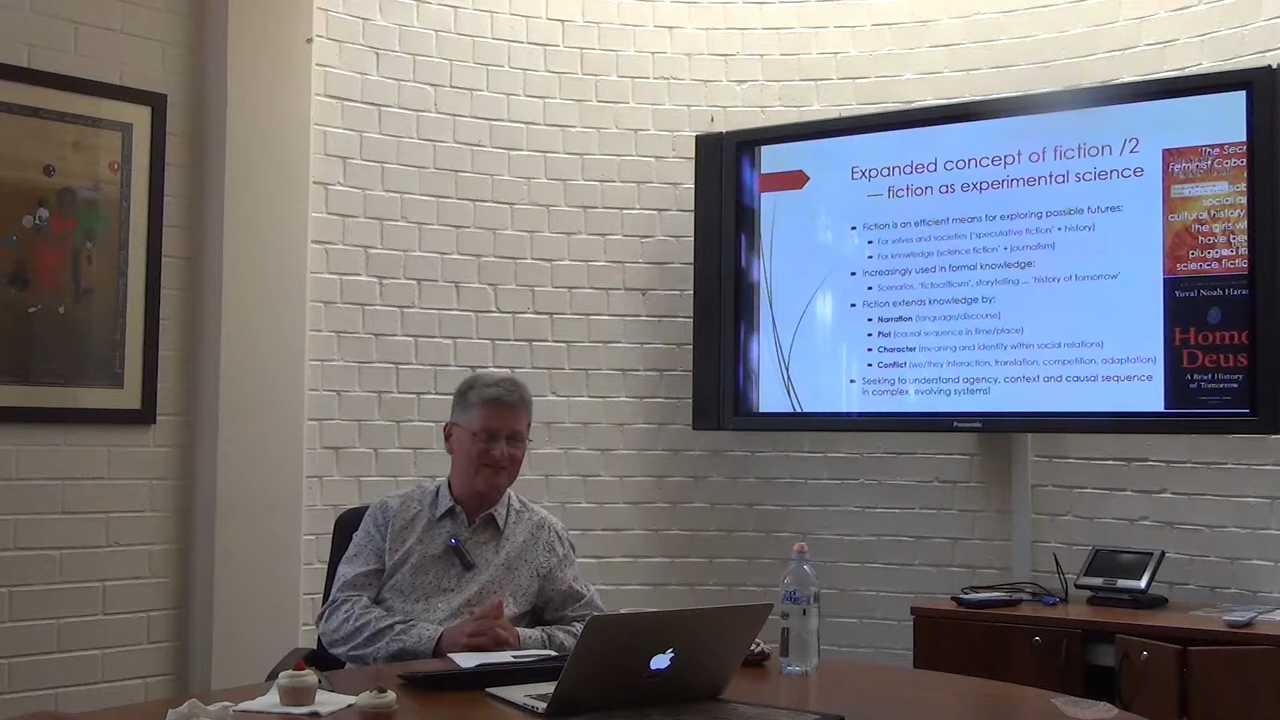 Expanded concept of fiction /2
— fiction as experimental science
Fiction is an efficient means for exploring possible futures:
For selves and societies ('speculative fiction' + history)
For knowledge (science fiction' + journalism)
Increasingly used in formal knowledge:
Scenarios, 'fictocriticism', storytelling ... 'history of tomorrow'
Fiction extends knowledge by:
Narration (language/discourse)
Plot (causal sequence in time/place)
Character (meaning and identity within social relations)
Conflict (we/they interaction, translation, competition, adaptation)
Seeking to understand agency, context and causal sequence
in complex, evolving systems!
'The Secr
Feminist Caba
social a
cultural history
the girls w
have be
plugged in
science fictio
Yuval Noah Harar
Homo
Deus
A Brief History
of Tomorrow
Panasonic